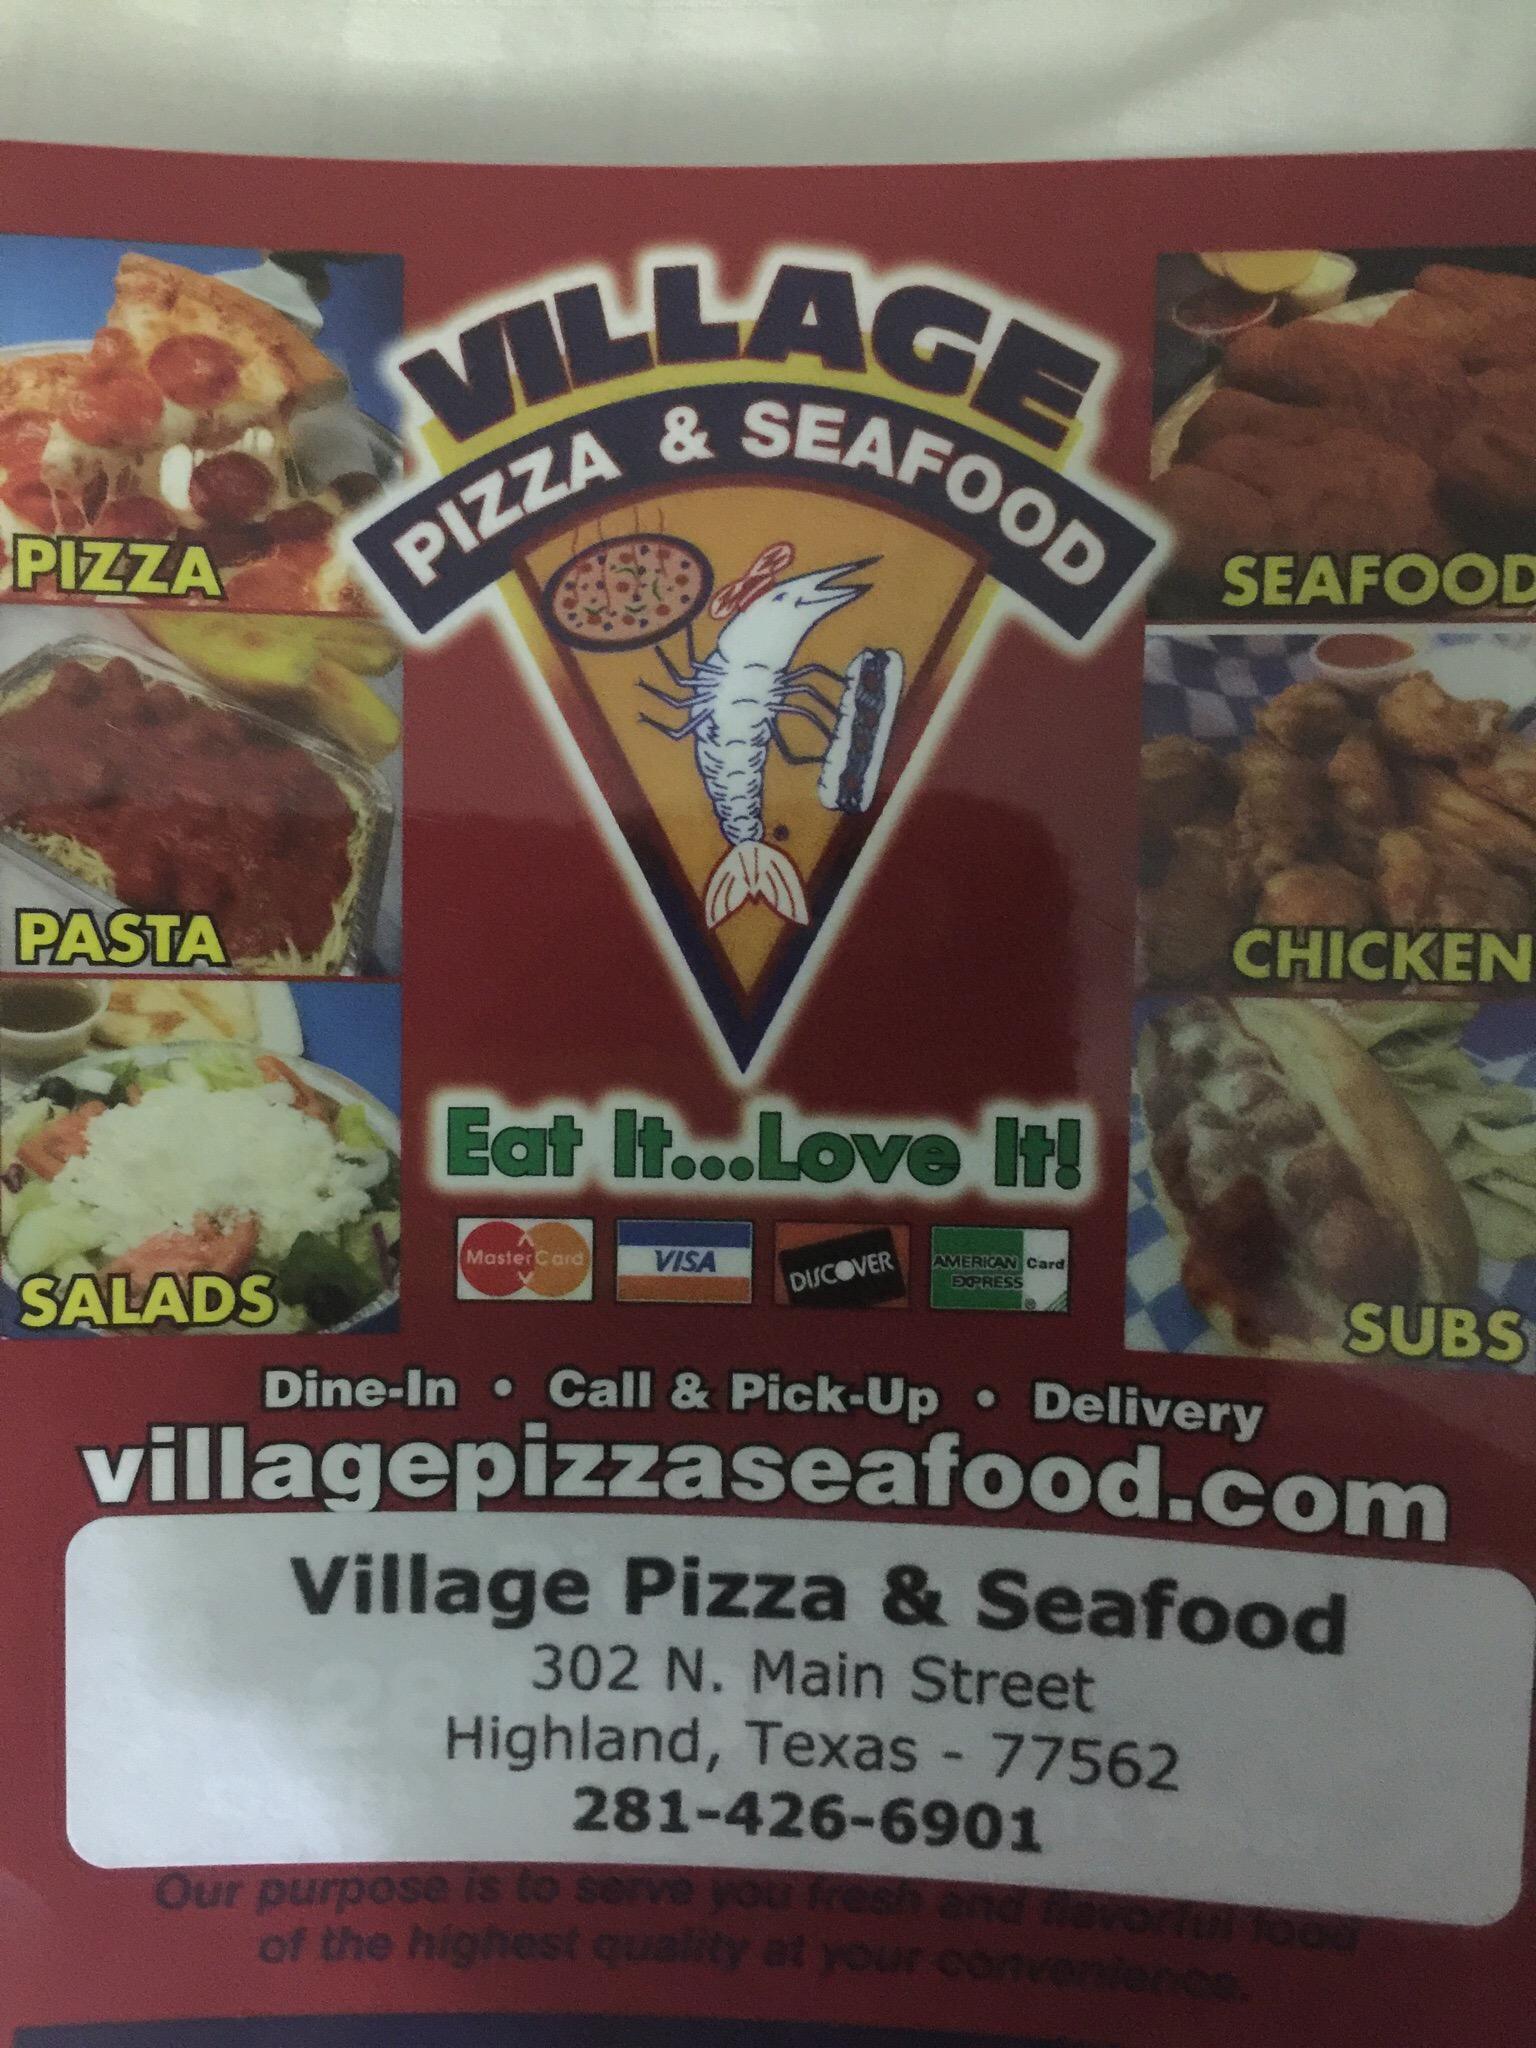 VILLAGE
PIZZA & SEAFOOD
PIZZA
SEAFOOD
PASTA
CHICKEN
SALADS
SUBS
Eat It...Love It!
MasterCard
VISA
DISCOVER
AMERICAN EXPRESS Card
Dine-In • Call & Pick-Up • Delivery
villagepizzaseafood.com
Village Pizza & Seafood
302 N. Main Street
Highland, Texas - 77562
281-426-6901
Our purpose is to serve you fresh and flavorful food
of the highest quality at your convenience.